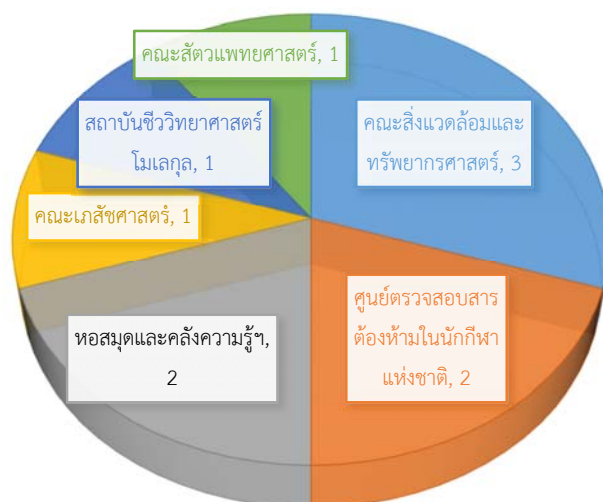 คณะสัตวแพทยศาสตร์, 1
สถาบันชีววิทยาศาสตร์
โมเลกุล, 1
คณะสิ่งแวดล้อมและ
ทรัพยากรศาสตร์, 3
คณะเภสัชศาสตร์, 1
ศูนย์ตรวจสอบสาร
ต้องห้ามในนักกีฬา
แห่งชาติ, 2
หอสมุดและคลังความรู้ฯ,
2